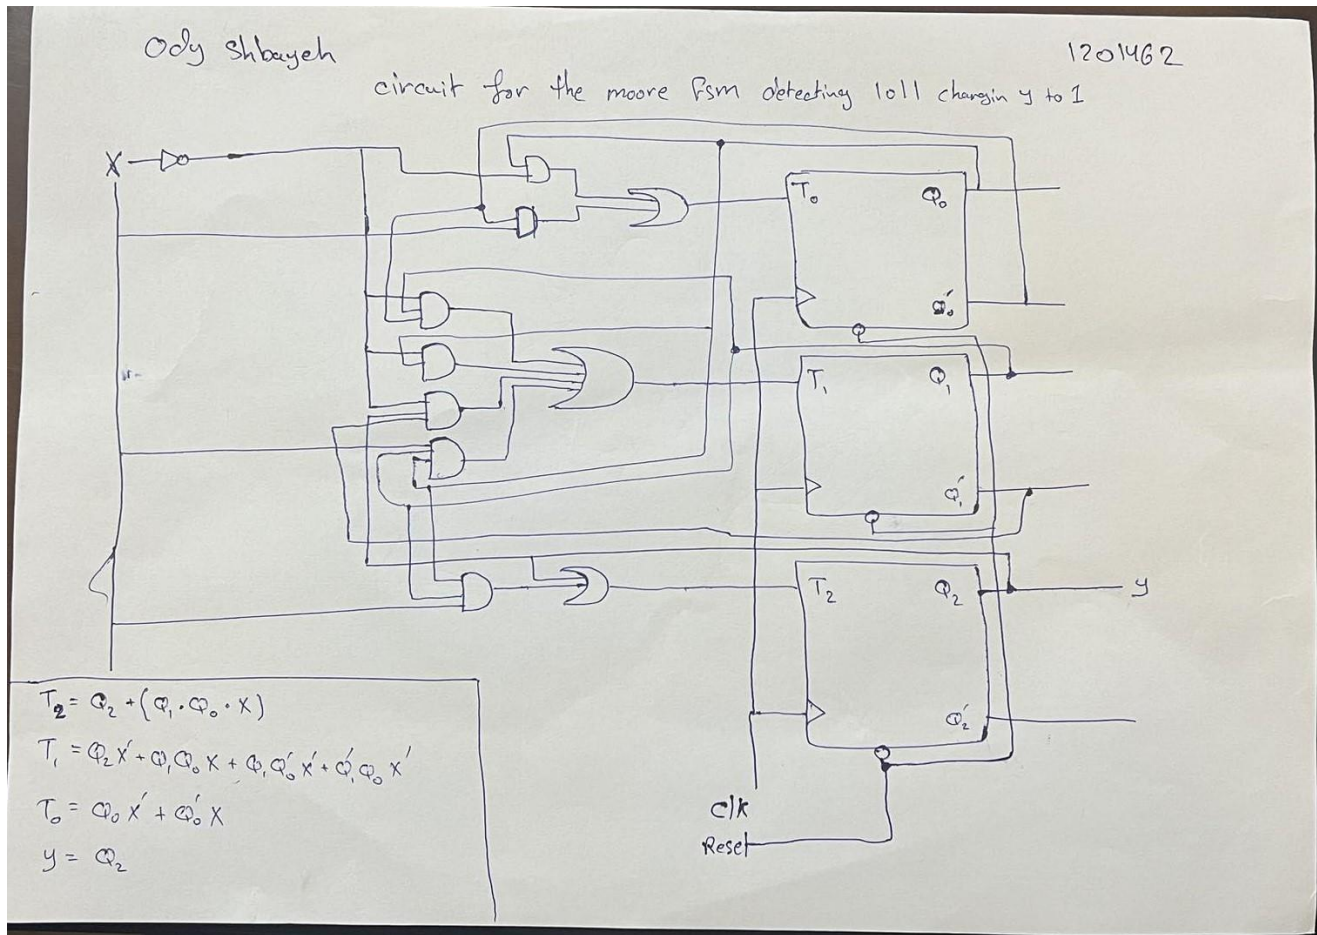 Ody Shbayeh 1201462
circuit for the moore fsm detecting 1011 changin y to 1
X
T₀ Q₀
Q₀'
T₁ Q₁
Q₁'
T₂ Q₂ y
Q₂'
Clk
Reset
T₂ = Q₂ + (Q₁ · Q₀ · X)
T₁ = Q₂X' + Q₁Q₀X + Q₁Q₀'X' + Q₁'Q₀X'
T₀ = Q₀X' + Q₀'X
y = Q₂